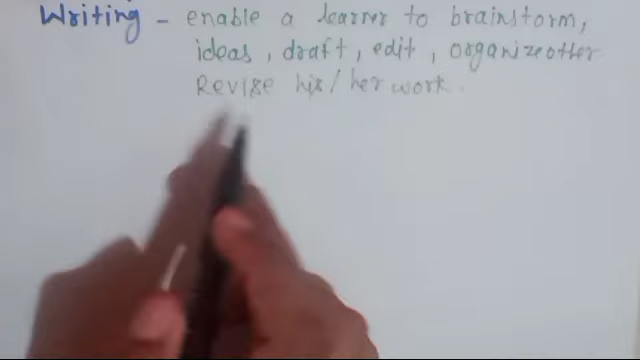 Writing - enable a learner to brainstorm,
ideas, draft, edit, organize other
Revise his/her work.